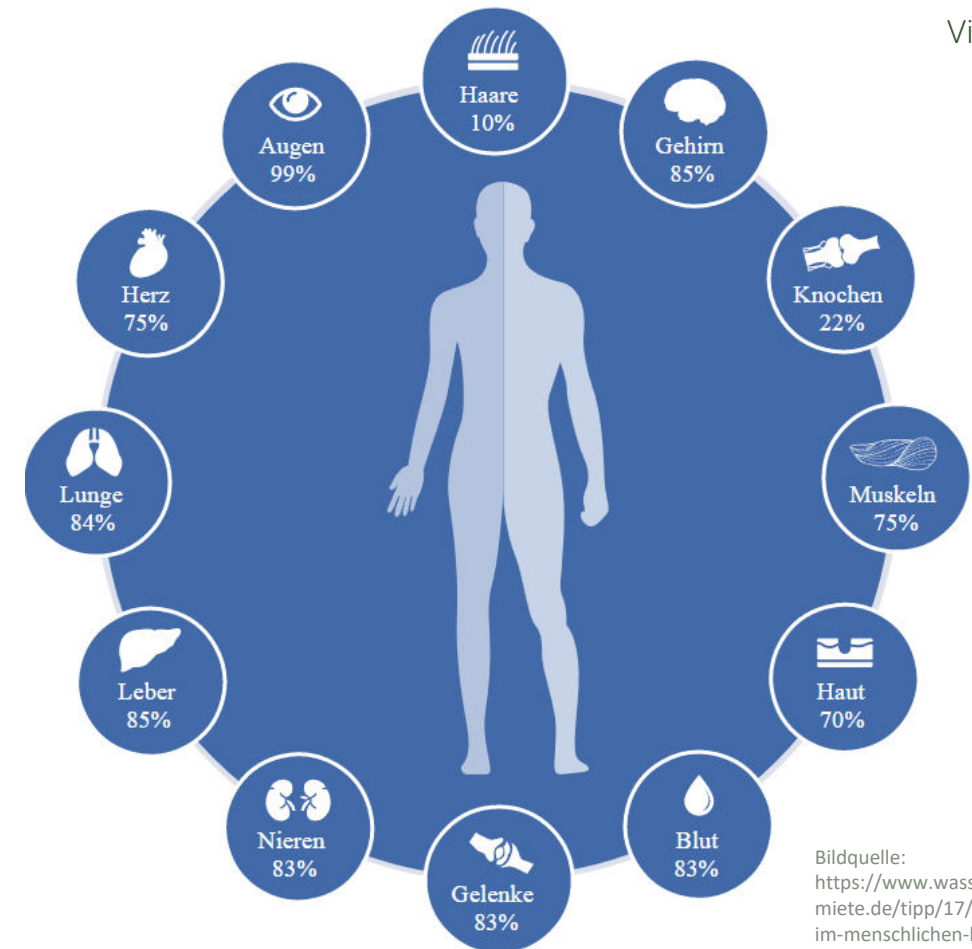 Vi
Haare
10%
Gehirn
85%
Knochen
22%
Muskeln
75%
Haut
70%
Blut
83%
Gelenke
83%
Nieren
83%
Leber
85%
Lunge
84%
Herz
75%
Augen
99%
Bildquelle:
https://www.wass
miete.de/tipp/17/
im-menschlichen-